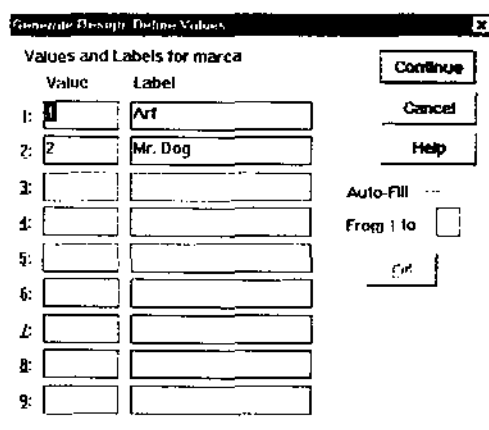 Generate Design: Define Values
Values and Labels for marca
Value Label
1: 1 Arf
2: 2 Mr. Dog
3:
4:
5:
6:
7:
8:
9:
Continue
Cancel
Help
Auto-Fill
From 1 to